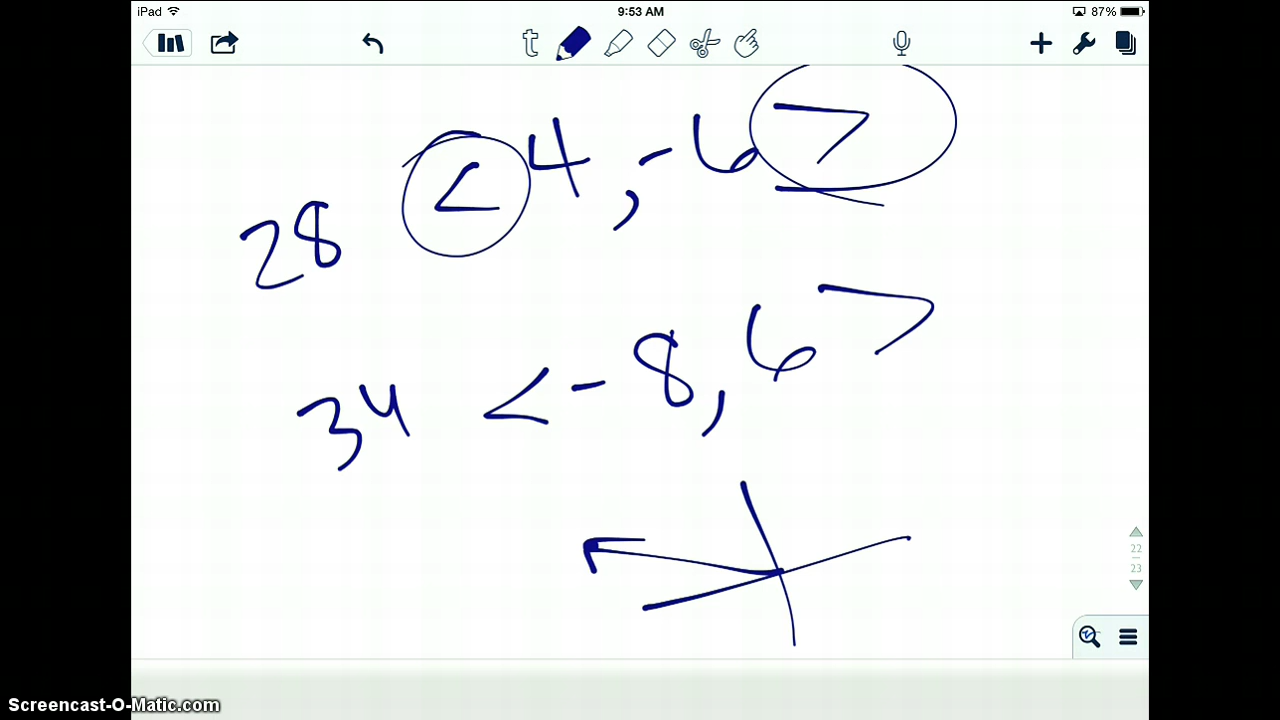 iPad 9:53 AM 87%
t
28 <4,-6>
34 <-8,6>
22
23
Screencast-O-Matic.com